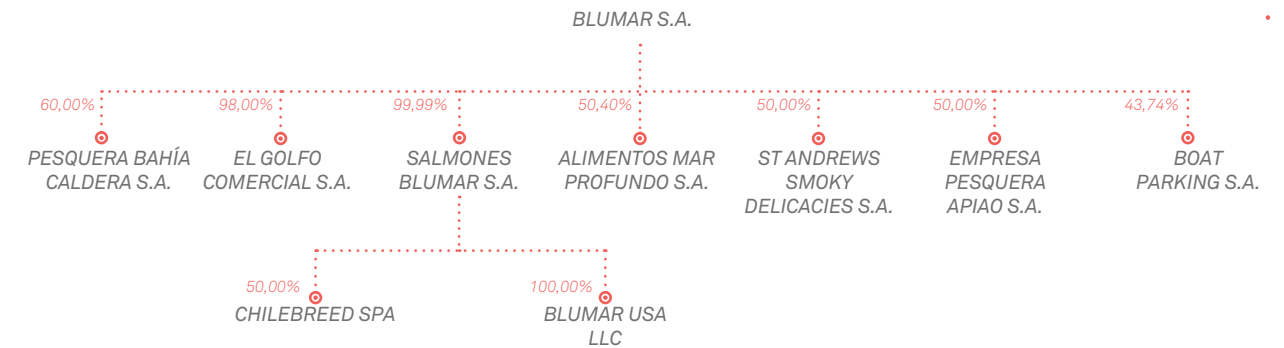 BLUMAR S.A.
60,00%
98,00%
99,99%
50,40%
50,00%
50,00%
43,74%
PESQUERA BAHÍA
CALDERA S.A.
EL GOLFO
COMERCIAL S.A.
SALMONES
BLUMAR S.A.
ALIMENTOS MAR
PROFUNDO S.A.
ST ANDREWS
SMOKY
DELICACIES S.A.
EMPRESA
PESQUERA
APIAO S.A.
BOAT
PARKING S.A.
50,00%
100,00%
CHILEBREED SPA
BLUMAR USA
LLC